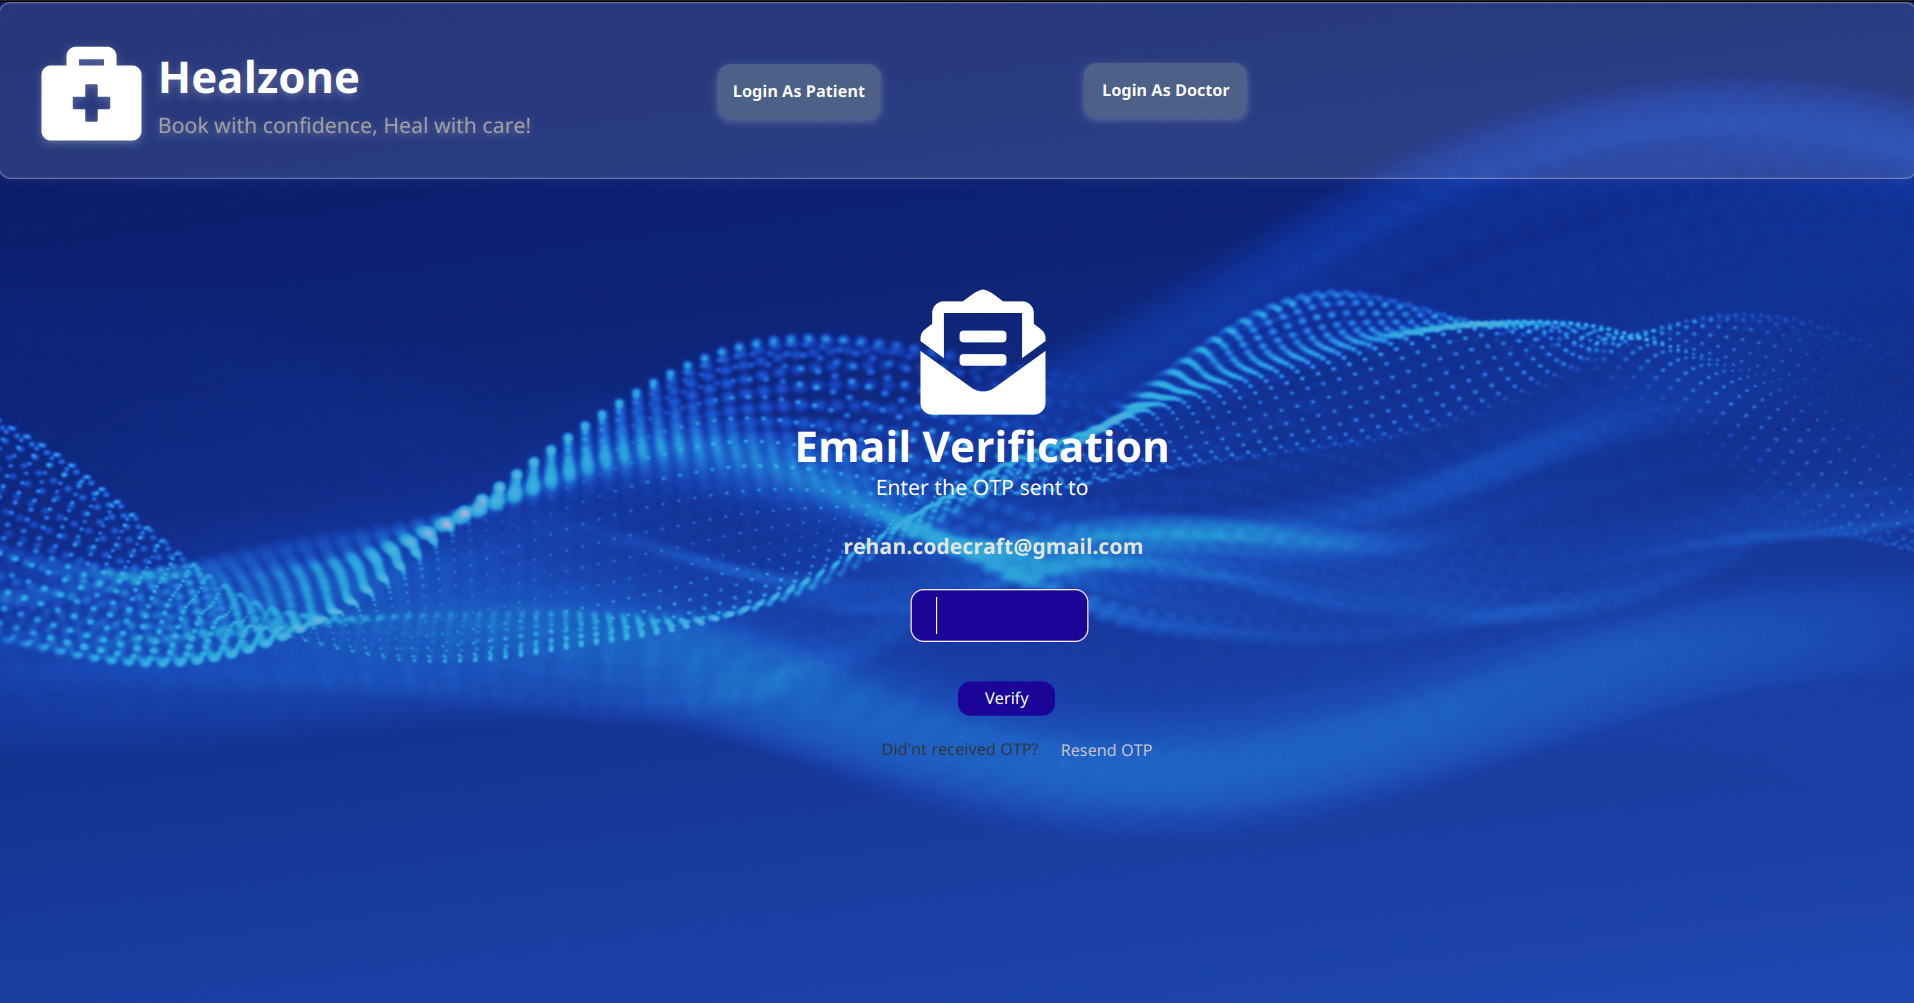 Healzone
Book with confidence, Heal with care!
Login As Patient
Login As Doctor
Email Verification
Enter the OTP sent to
rehan.codecraft@gmail.com
Verify
Did'nt received OTP? Resend OTP